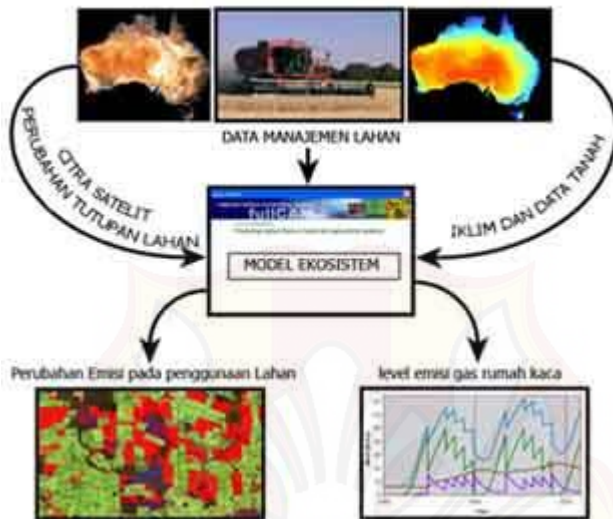 DATA MANAJEMEN LAHAN
CITRA SATELIT
PERUBAHAN TUTUPAN LAHAN
IKLIM DAN DATA TANAH
fullCAM
MODEL EKOSISTEM
Perubahan Emisi pada penggunaan Lahan
level emisi gas rumah kaca